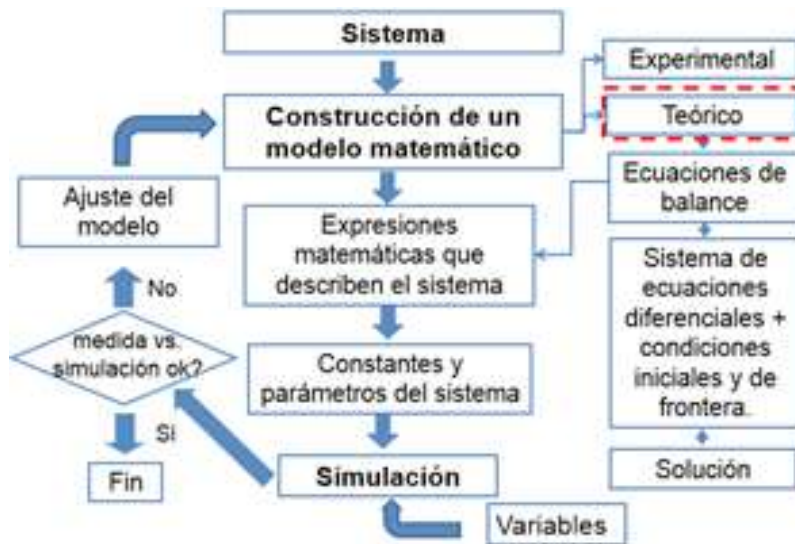 Sistema
Construcción de un
modelo matemático
Experimental
Teórico
Ecuaciones de
balance
Sistema de
ecuaciones
diferenciales +
condiciones
iniciales y de
frontera.
Solución
Expresiones
matemáticas que
describen el sistema
Constantes y
parámetros del sistema
Simulación
Variables
medida vs.
simulación ok?
No
Ajuste del
modelo
Si
Fin